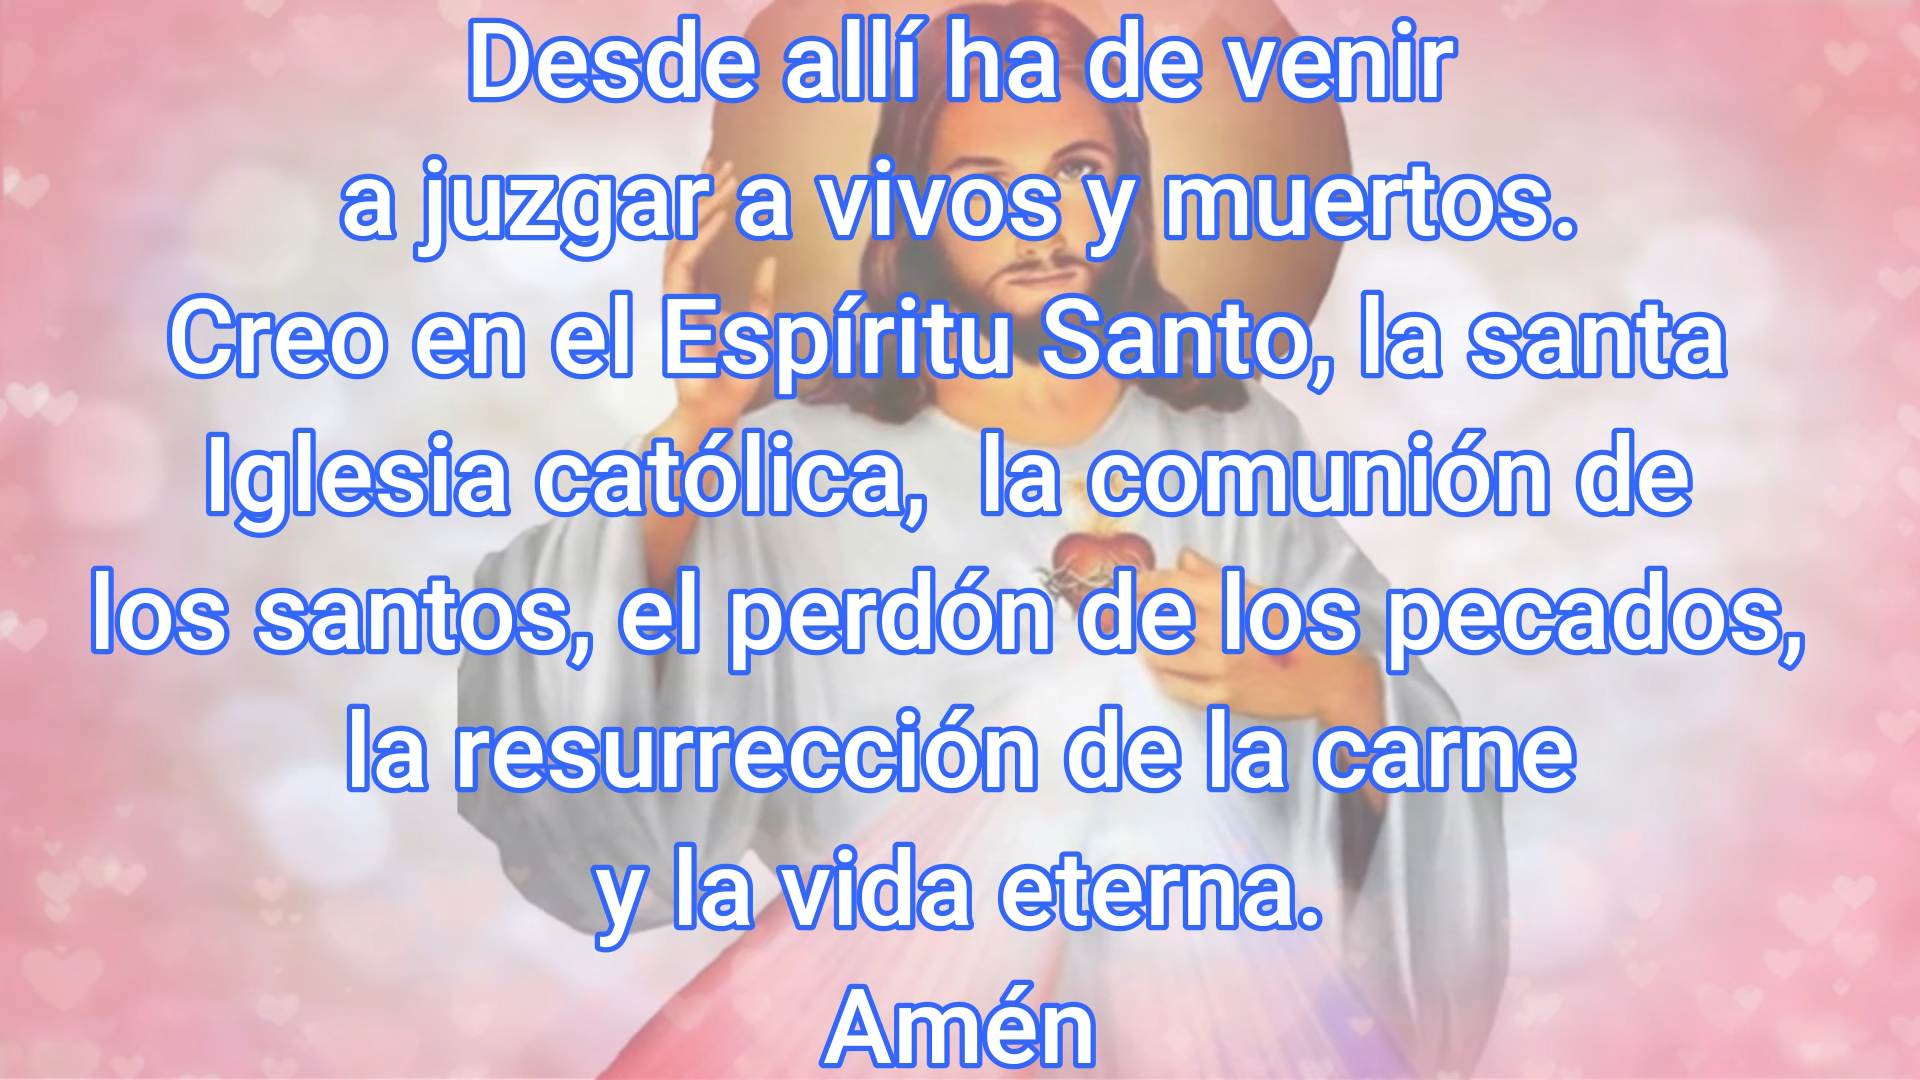 Desde allí ha de venir
a juzgar a vivos y muertos.
Creo en el Espíritu Santo, la santa
Iglesia católica,  la comunión de
los santos, el perdón de los pecados,
la resurrección de la carne
y la vida eterna.
Amén